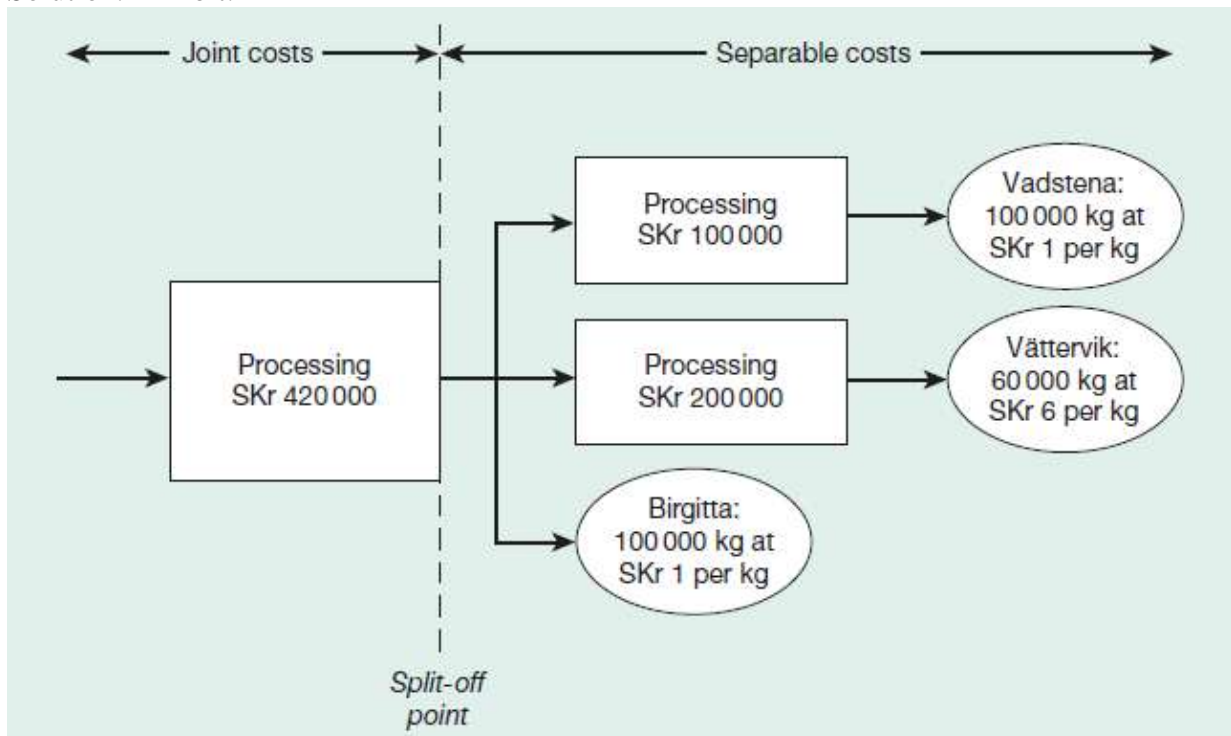 Joint costs
Separable costs
Processing
SKr 100 000
Vadstena:
100 000 kg at
SKr 1 per kg
Processing
SKr 420 000
Processing
SKr 200 000
Vättervik:
60 000 kg at
SKr 6 per kg
Birgitta:
100 000 kg at
SKr 1 per kg
Split-off
point